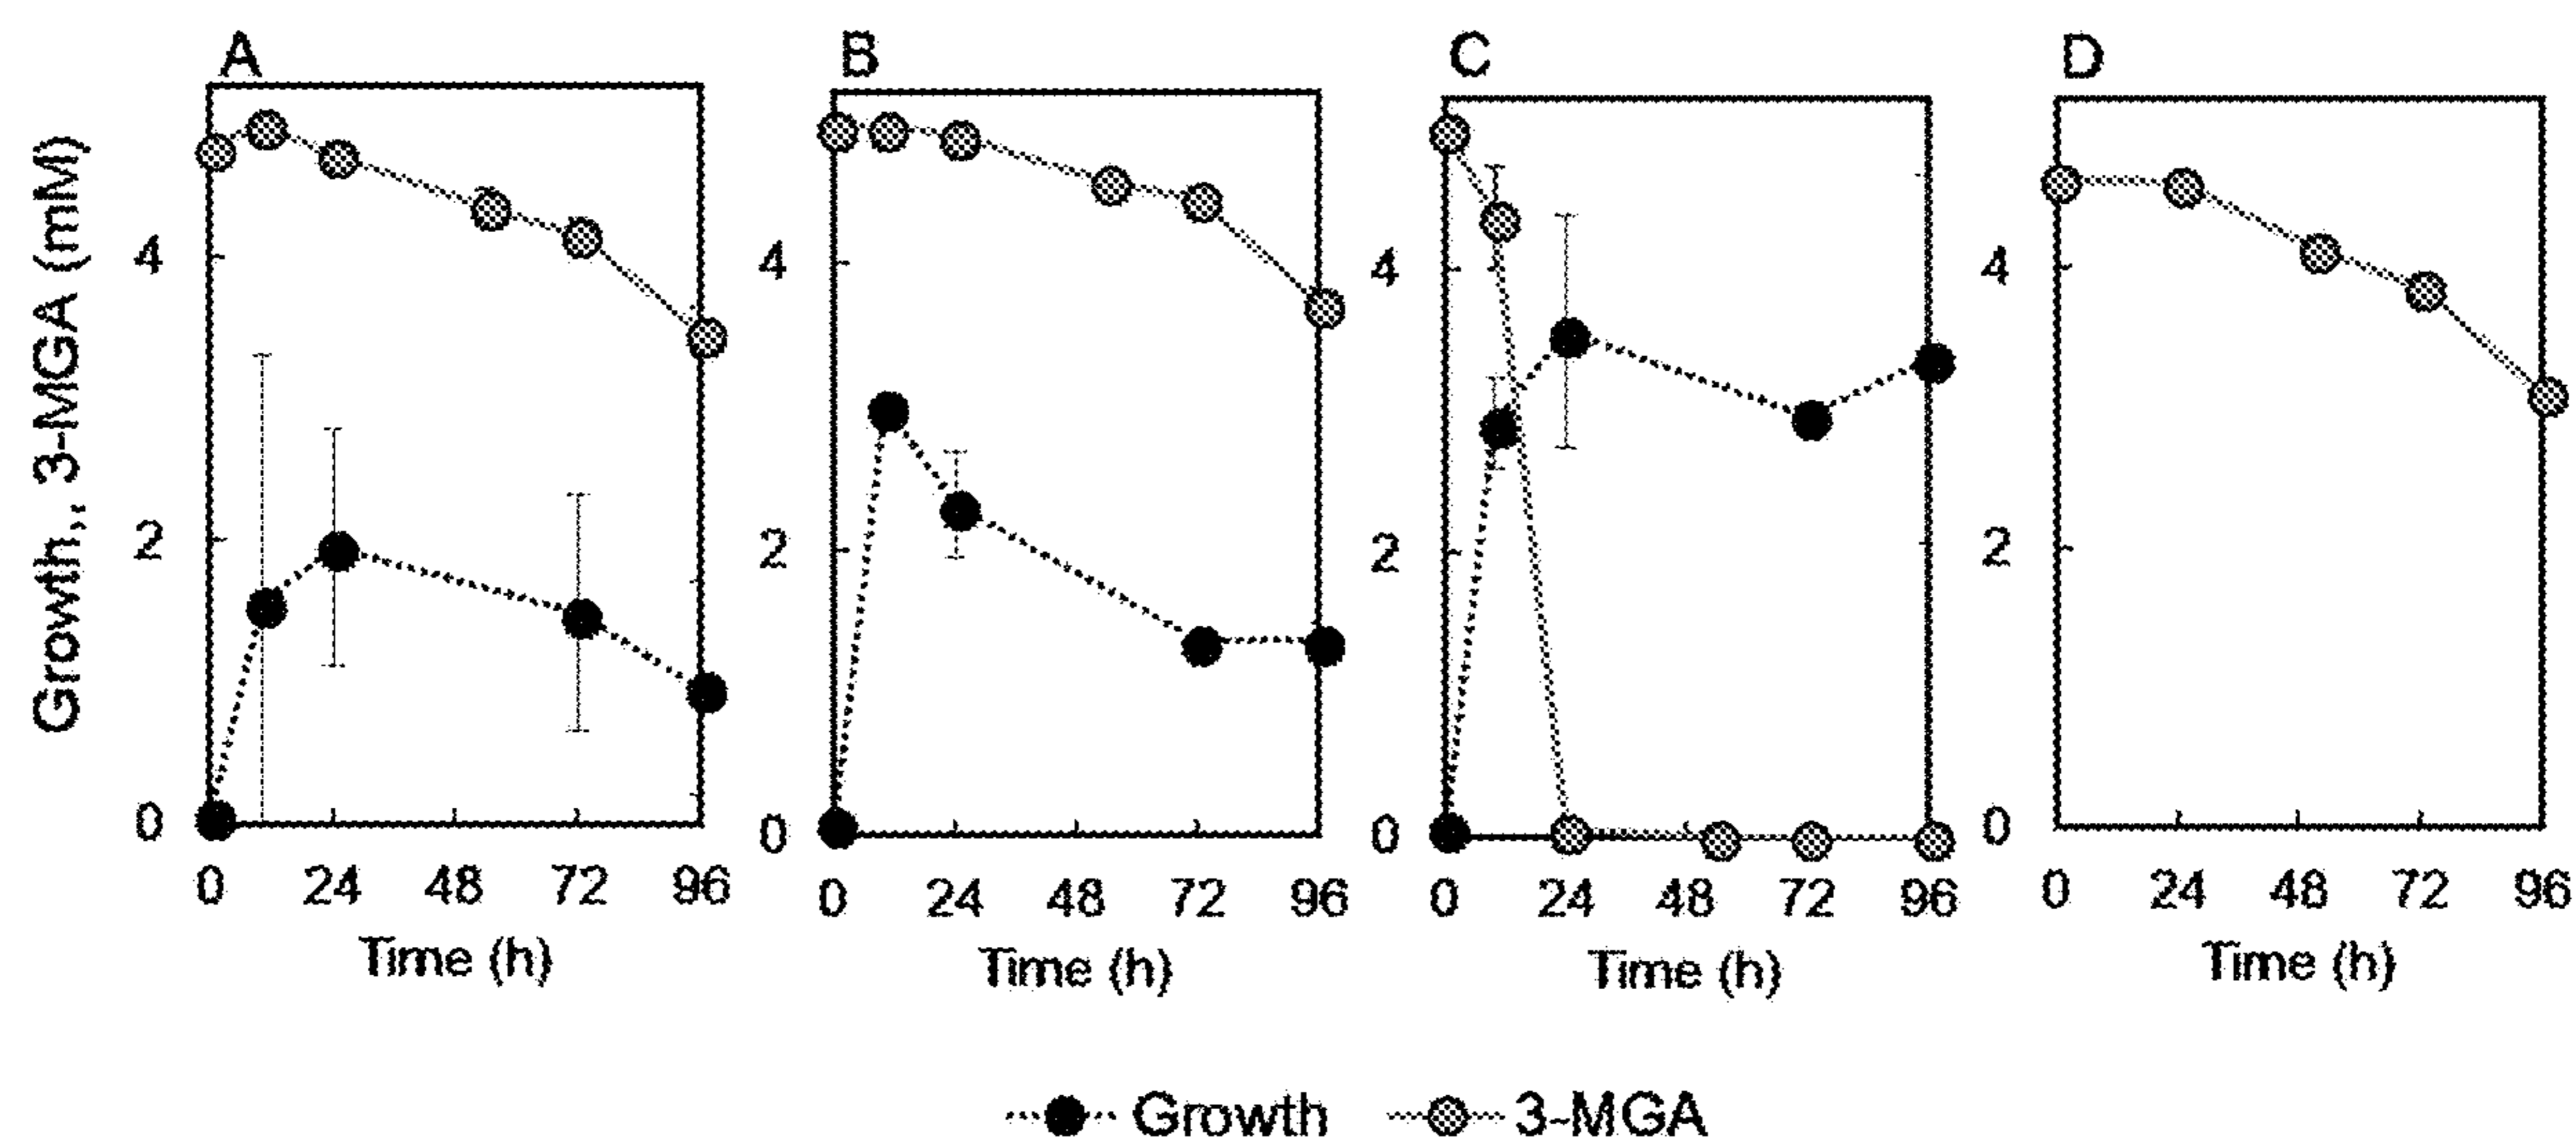 A B C D
Growth,, 3-MGA (mM)
4 4 4 4
2 2 2 2
0 0 0 0
0 24 48 72 96 0 24 48 72 96 0 24 48 72 96 0 24 48 72 96
Time (h) Time (h) Time (h) Time (h)
Growth 3-MGA